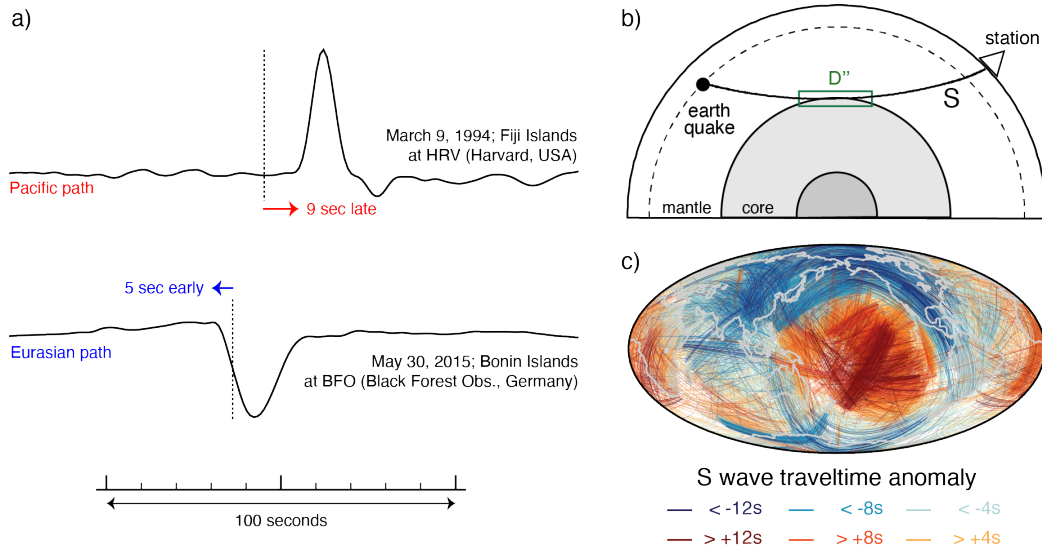 a)
March 9, 1994; Fiji Islands
at HRV (Harvard, USA)
Pacific path
9 sec late
5 sec early
Eurasian path
May 30, 2015; Bonin Islands
at BFO (Black Forest Obs., Germany)
100 seconds
b)
station
D’’
S
earth
quake
mantle
core
c)
S wave traveltime anomaly
< -12s
< -8s
< -4s
> +12s
> +8s
> +4s